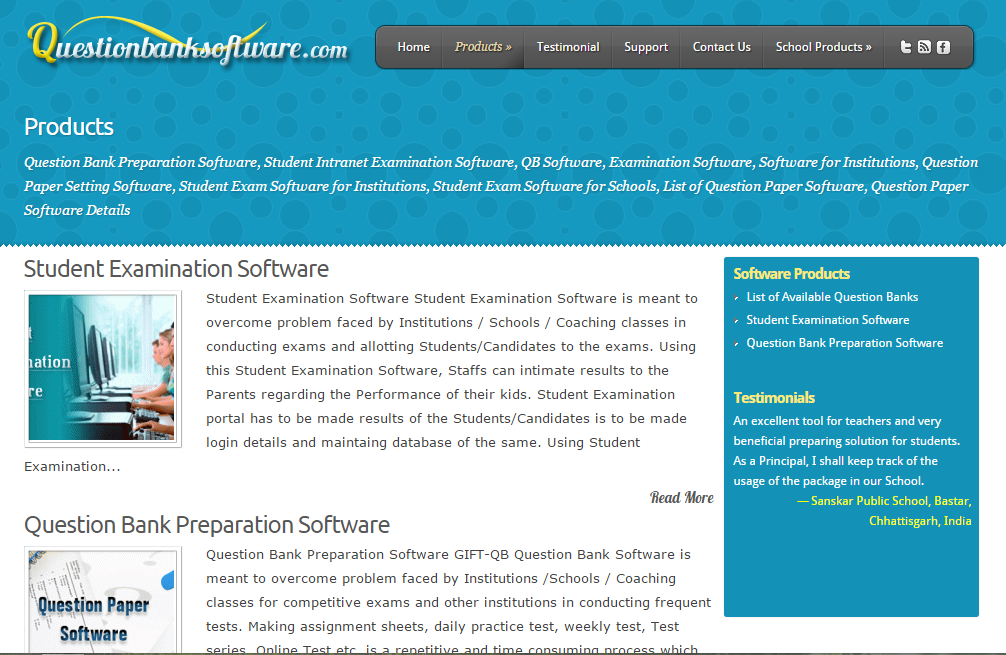 Questionbanksoftware.com
Home
Products »
Testimonial
Support
Contact Us
School Products »
Products
Question Bank Preparation Software, Student Intranet Examination Software, QB Software, Examination Software, Software for Institutions, Question
Paper Setting Software, Student Exam Software for Institutions, Student Exam Software for Schools, List of Question Paper Software, Question Paper
Software Details
Student Examination Software
nation
re
Student Examination Software Student Examination Software is meant to
overcome problem faced by Institutions / Schools / Coaching classes in
conducting exams and allotting Students/Candidates to the exams. Using
this Student Examination Software, Staffs can intimate results to the
Parents regarding the Performance of their kids. Student Examination
portal has to be made results of the Students/Candidates is to be made
login details and maintaing database of the same. Using Student
Examination...
Read More
Question Bank Preparation Software
Question Paper
Software
Question Bank Preparation Software GIFT-QB Question Bank Software is
meant to overcome problem faced by Institutions /Schools / Coaching
classes for competitive exams and other institutions in conducting frequent
tests. Making assignment sheets, daily practice test, weekly test, Test
series, Online Test etc. is a repetitive and time consuming process which
Software Products
List of Available Question Banks
Student Examination Software
Question Bank Preparation Software
Testimonials
An excellent tool for teachers and very
beneficial preparing solution for students.
As a Principal, I shall keep track of the
usage of the package in our School.
— Sanskar Public School, Bastar,
Chhattisgarh, India